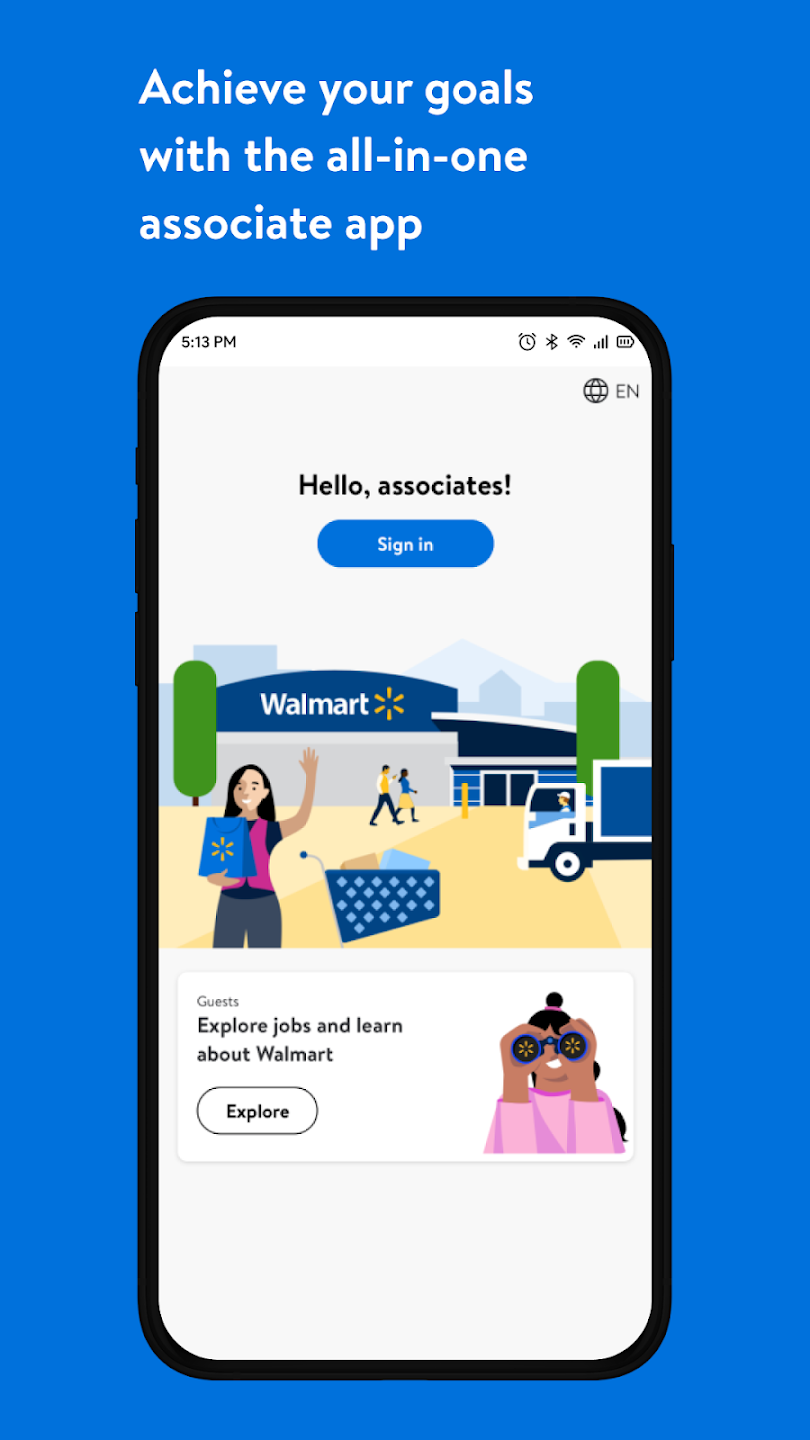 Achieve your goals
with the all-in-one
associate app
5:13 PM
EN
Hello, associates!
Sign in
Walmart
Guests
Explore jobs and learn
about Walmart
Explore